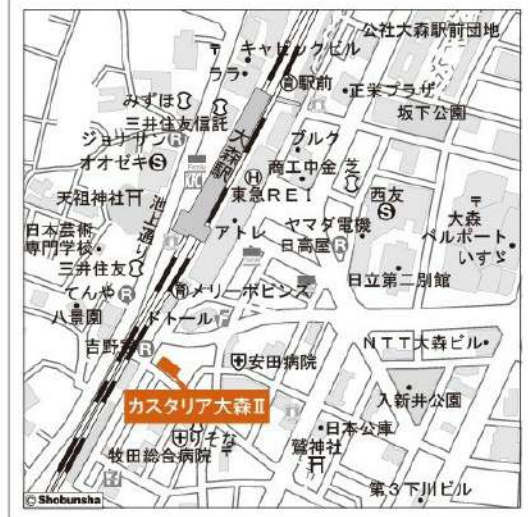 公社大森駅前団地
〒 キャピックビル
ララ
駅前
正栄プラザ
みずほ
三井住友信託
坂下公園
ジョナサン
ブルク
オオゼキ
大森駅
商工中金
芝
天祖神社
池上通り
東急REI
西友
〒
大森
ベルポート
いすゞ
日本芸術
専門学校
アトレ
ヤマダ電機
日高屋
三井住友
日立第二別館
てんや
メリーポピンズ
八景園
ドトール
吉野家
安田病院
NTT大森ビル
カスタリア大森Ⅱ
入新井公園
りそな
日本公庫
牧田総合病院
鷲神社
第3下川ビル
© Shobunsha